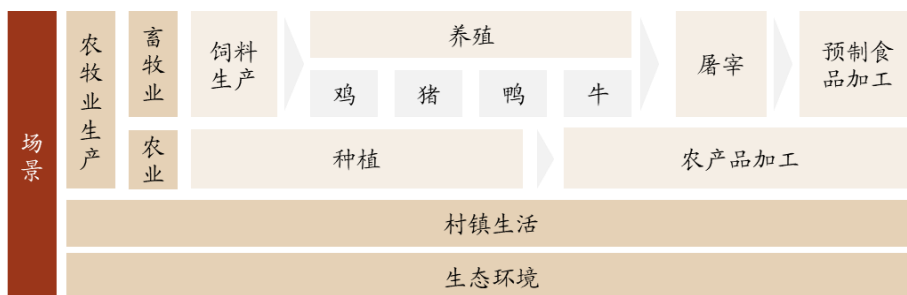 场景
农牧业生产
畜牧业
饲料
生产
养殖
鸡
猪
鸭
牛
屠宰
预制食
品加工
农业
种植
农产品加工
村镇生活
生态环境